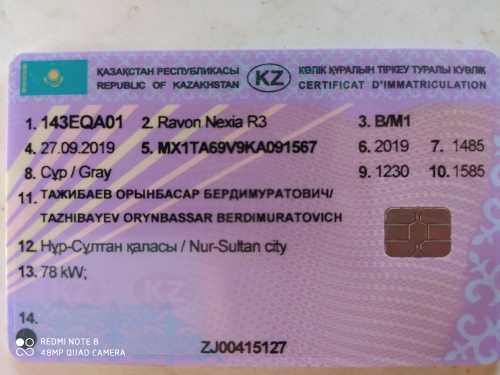 ҚАЗАҚСТАН РЕСПУБЛИКАСЫ
REPUBLIC OF KAZAKHSTAN
KZ
КӨЛІК ҚҰРАЛЫН ТІРКЕУ ТУРАЛЫ КУӘЛІК
CERTIFICAT D'IMMATRICULATION
1. 143EQA01 2. Ravon Nexia R3 3. B/M1
4. 27.09.2019 5. MX1TA69V9KA091567 6. 2019 7. 1485
8. Сұр / Gray 9. 1230 10. 1585
11. ТАЖИБАЕВ ОРЫНБАСАР БЕРДИМУРАТОВИЧ/
TAZHIBAYEV ORYNBASSAR BERDIMURATOVICH
12. Нұр-Сұлтан қаласы / Nur-Sultan city
13. 78 kW;
KZ
14.
ZJ00415127
REDMI NOTE 8
48MP QUAD CAMERA